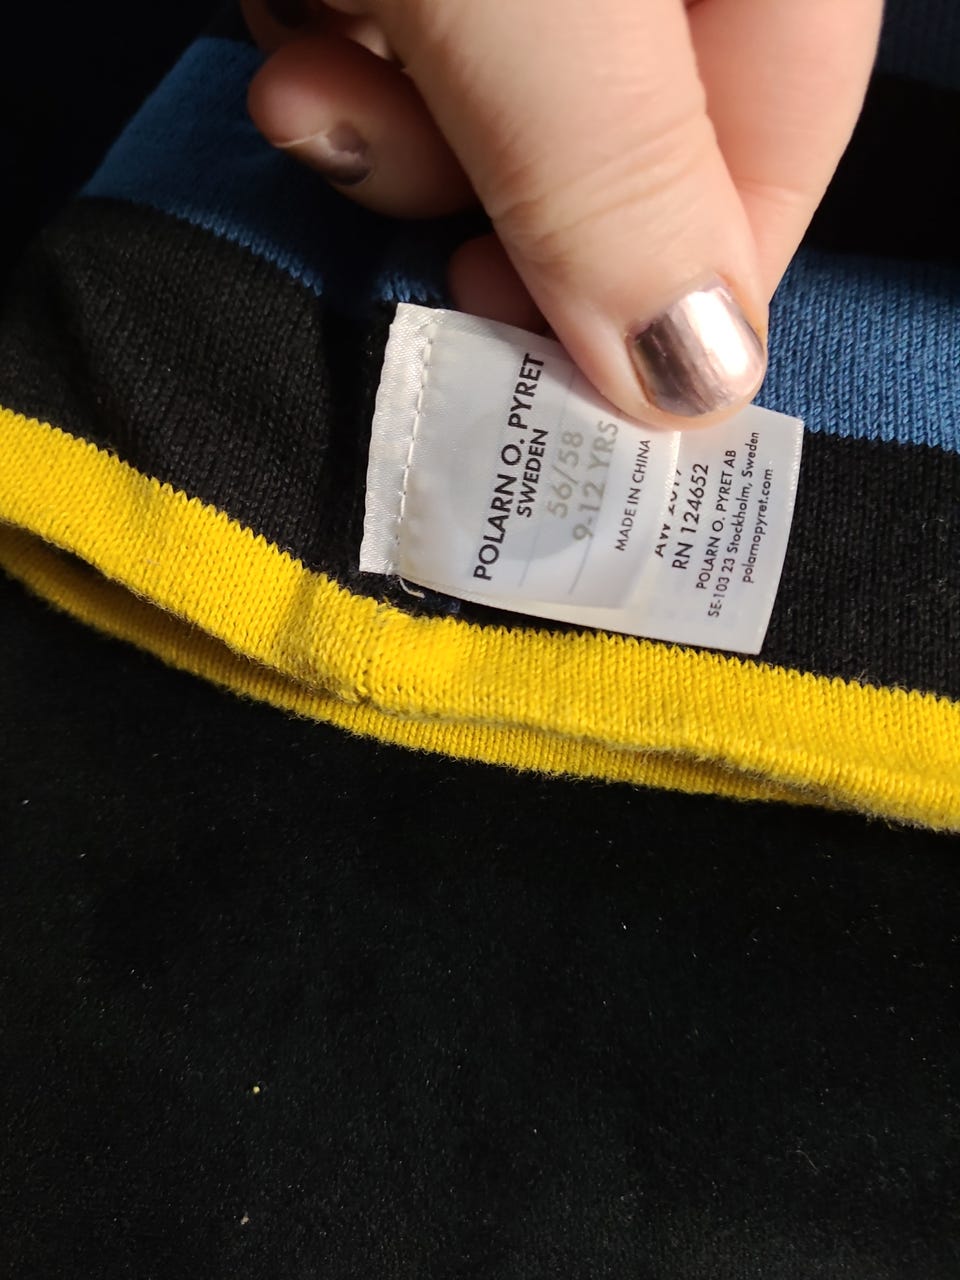 POLARN O. PYRET
SWEDEN
56/58
9-12 YRS
MADE IN CHINA
RN 124652
POLARN O. PYRET AB
SE-103 23 Stockholm, Sweden
polarnopyret.com